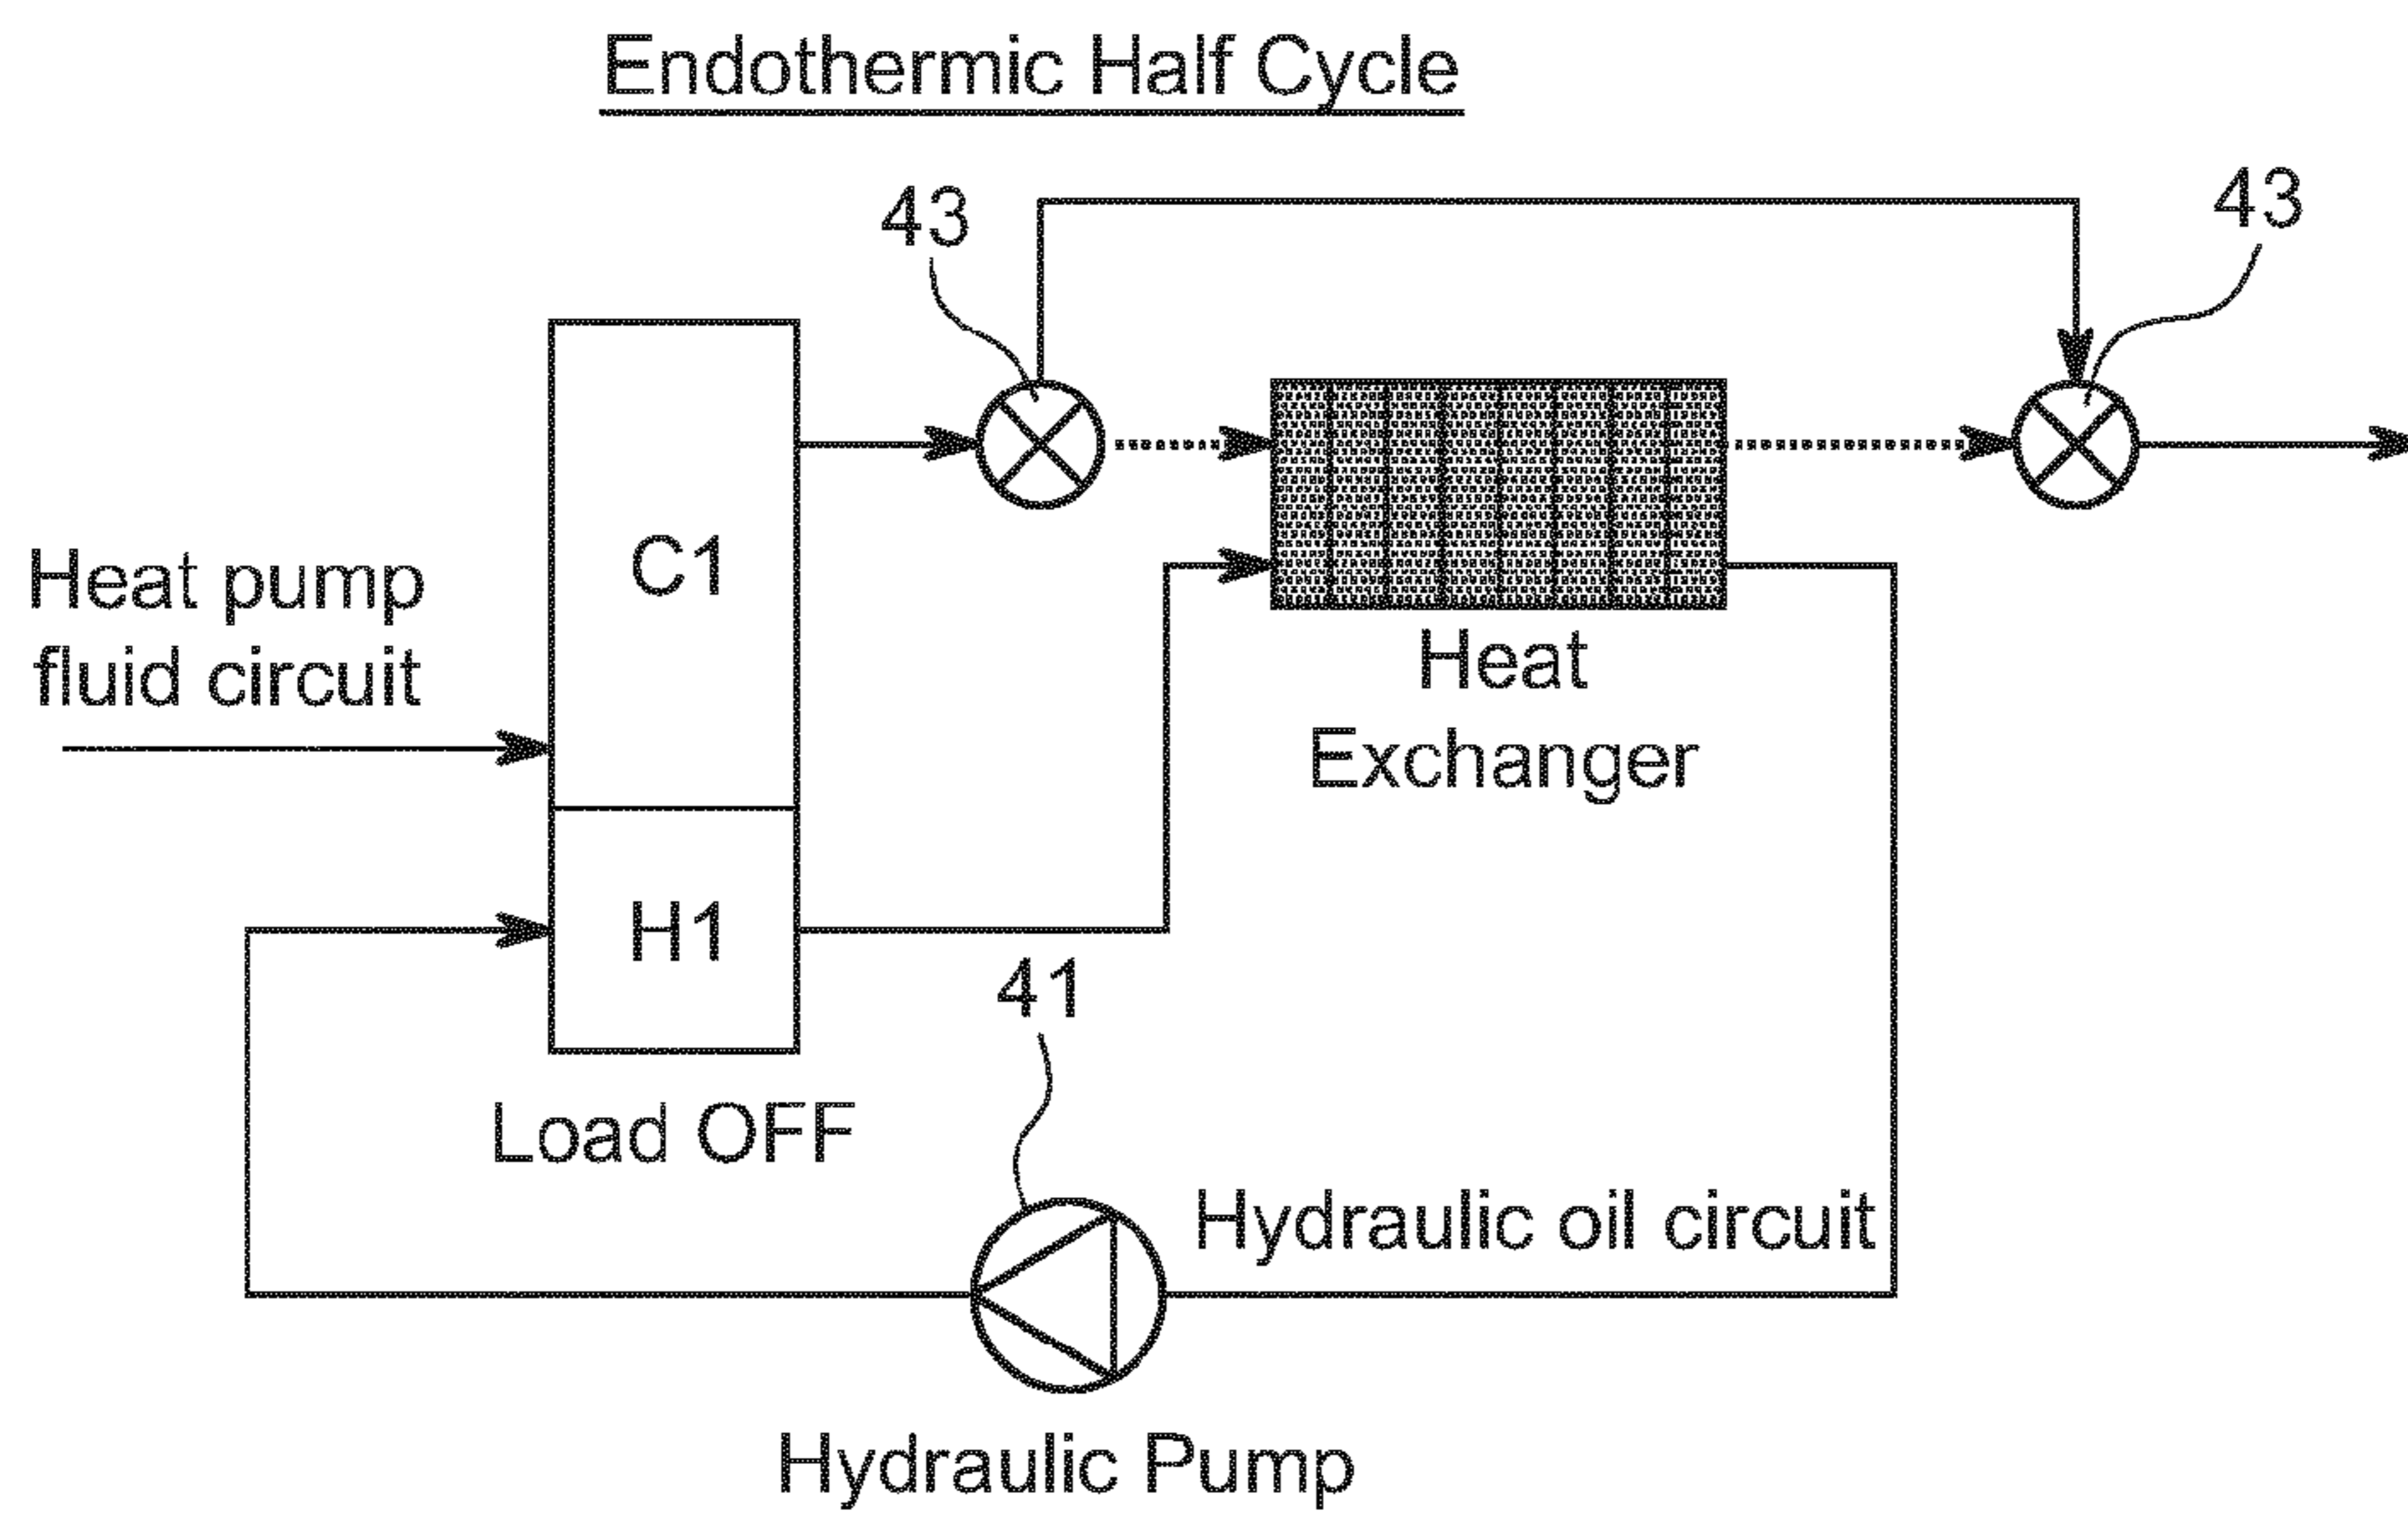 Endothermic Half Cycle
43
43
C1
Heat pump
fluid circuit
Heat
Exchanger
H1
41
Load OFF
Hydraulic oil circuit
Hydraulic Pump